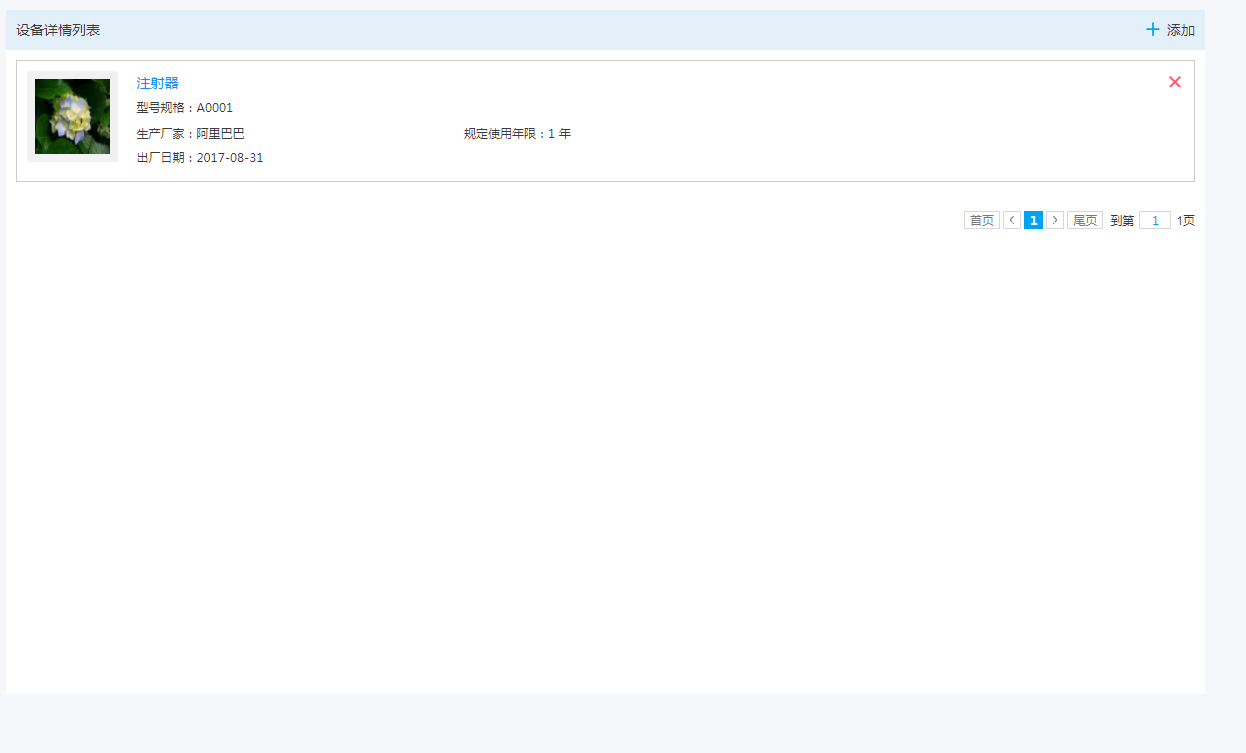 设备详情列表 添加
注射器
型号规格：A0001
生产厂家：阿里巴巴 规定使用年限：1 年
出厂日期：2017-08-31
首页 < 1 > 尾页 到第 1 1页